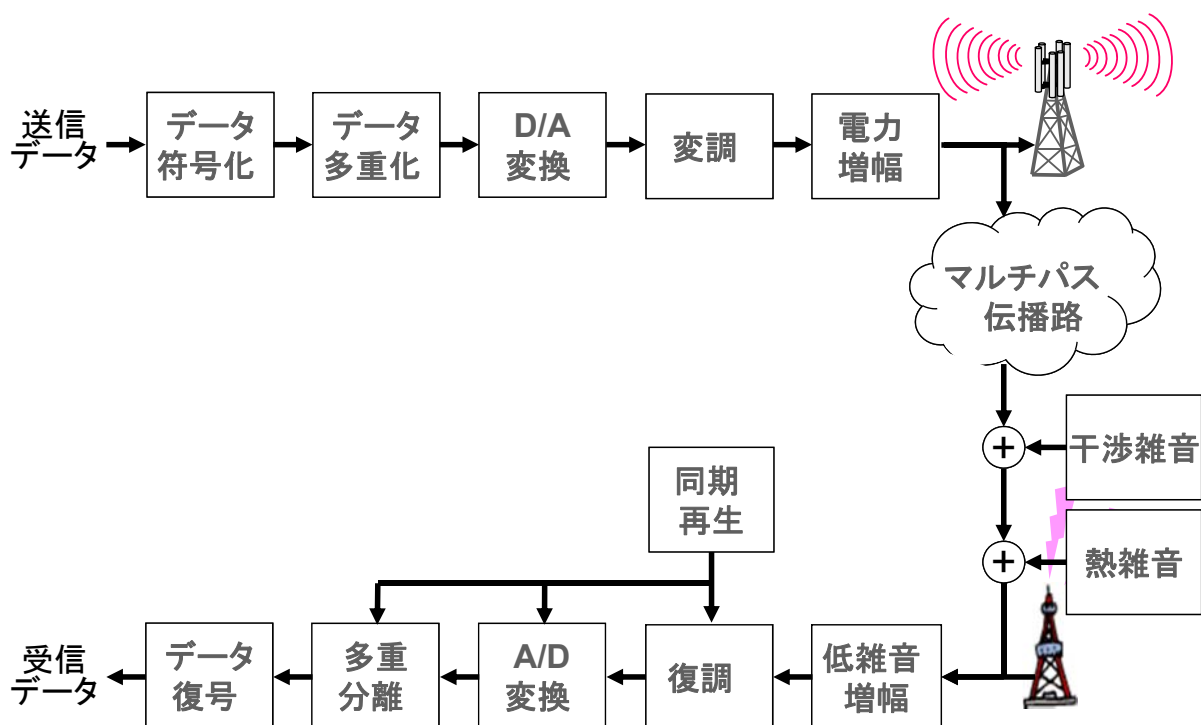 送信
データ
データ
符号化
データ
多重化
D/A
変換
変調
電力
増幅
マルチパス
伝播路
+
干渉雑音
+
熱雑音
同期
再生
受信
データ
データ
復号
多重
分離
A/D
変換
復調
低雑音
増幅